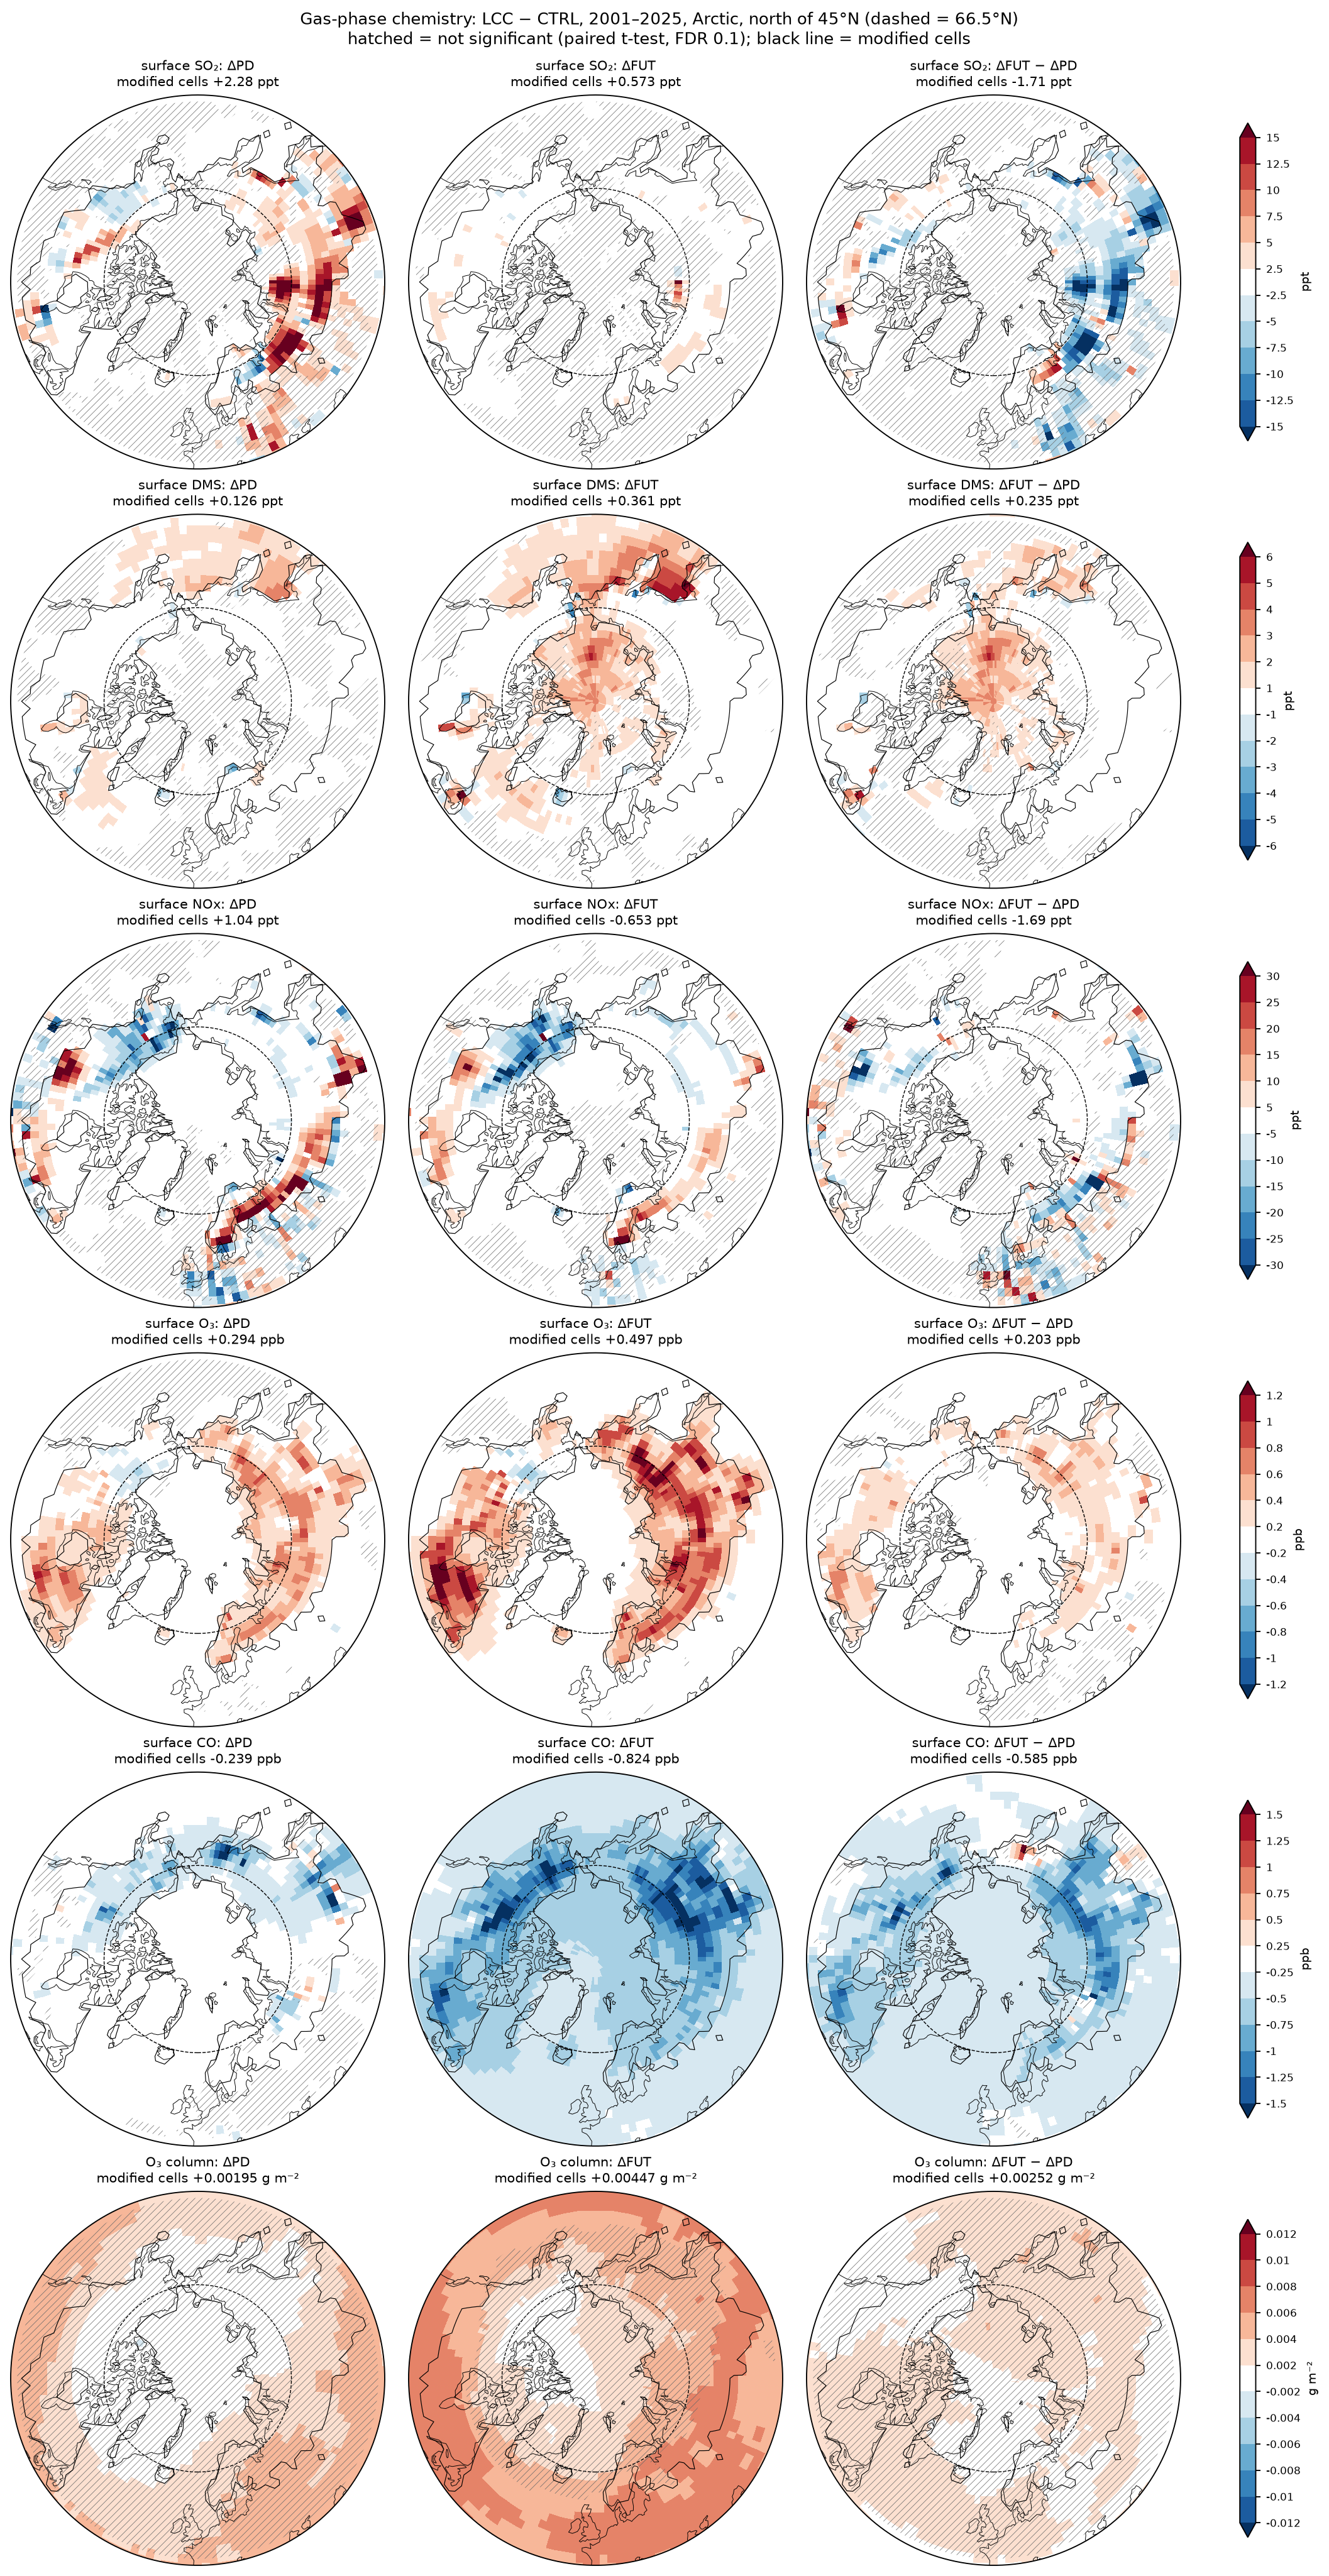 Gas-phase chemistry: LCC − CTRL, 2001–2025, Arctic, north of 45°N (dashed = 66.5°N)
hatched = not significant (paired t-test, FDR 0.1); black line = modified cells
surface SO₂: ΔPD
modified cells +2.28 ppt
surface SO₂: ΔFUT
modified cells +0.573 ppt
surface SO₂: ΔFUT − ΔPD
modified cells -1.71 ppt
15
12.5
10
7.5
5
2.5
-2.5
-5
-7.5
-10
-12.5
-15
ppt
surface DMS: ΔPD
modified cells +0.126 ppt
surface DMS: ΔFUT
modified cells +0.361 ppt
surface DMS: ΔFUT − ΔPD
modified cells +0.235 ppt
6
5
4
3
2
1
-1
-2
-3
-4
-5
-6
ppt
surface NOx: ΔPD
modified cells +1.04 ppt
surface NOx: ΔFUT
modified cells -0.653 ppt
surface NOx: ΔFUT − ΔPD
modified cells -1.69 ppt
30
25
20
15
10
5
-5
-10
-15
-20
-25
-30
ppt
surface O₃: ΔPD
modified cells +0.294 ppb
surface O₃: ΔFUT
modified cells +0.497 ppb
surface O₃: ΔFUT − ΔPD
modified cells +0.203 ppb
1.2
1
0.8
0.6
0.4
0.2
-0.2
-0.4
-0.6
-0.8
-1
-1.2
ppb
surface CO: ΔPD
modified cells -0.239 ppb
surface CO: ΔFUT
modified cells -0.824 ppb
surface CO: ΔFUT − ΔPD
modified cells -0.585 ppb
1.5
1.25
1
0.75
0.5
0.25
-0.25
-0.5
-0.75
-1
-1.25
-1.5
ppb
O₃ column: ΔPD
modified cells +0.00195 g m⁻²
O₃ column: ΔFUT
modified cells +0.00447 g m⁻²
O₃ column: ΔFUT − ΔPD
modified cells +0.00252 g m⁻²
0.012
0.01
0.008
0.006
0.004
0.002
-0.002
-0.004
-0.006
-0.008
-0.01
-0.012
g m⁻²